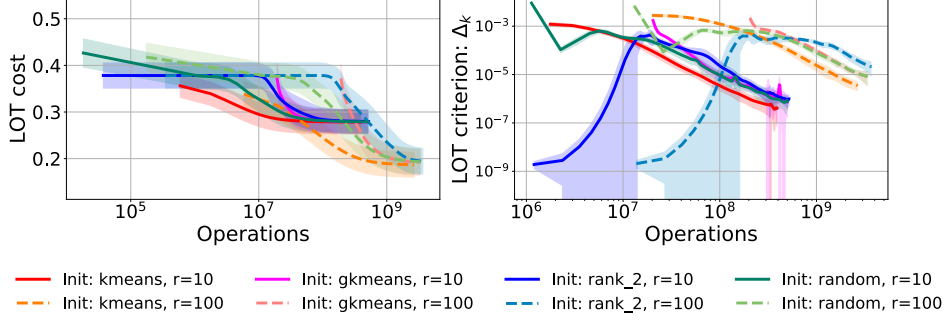 0.5
0.4
0.3
0.2
LOT cost
10^5
10^7
10^9
Operations
10^−3
10^−5
10^−7
10^−9
LOT criterion: Δ_k
10^6
10^7
10^8
10^9
Operations
Init: kmeans, r=10
Init: gkmeans, r=10
Init: rank_2, r=10
Init: random, r=10
Init: kmeans, r=100
Init: gkmeans, r=100
Init: rank_2, r=100
Init: random, r=100